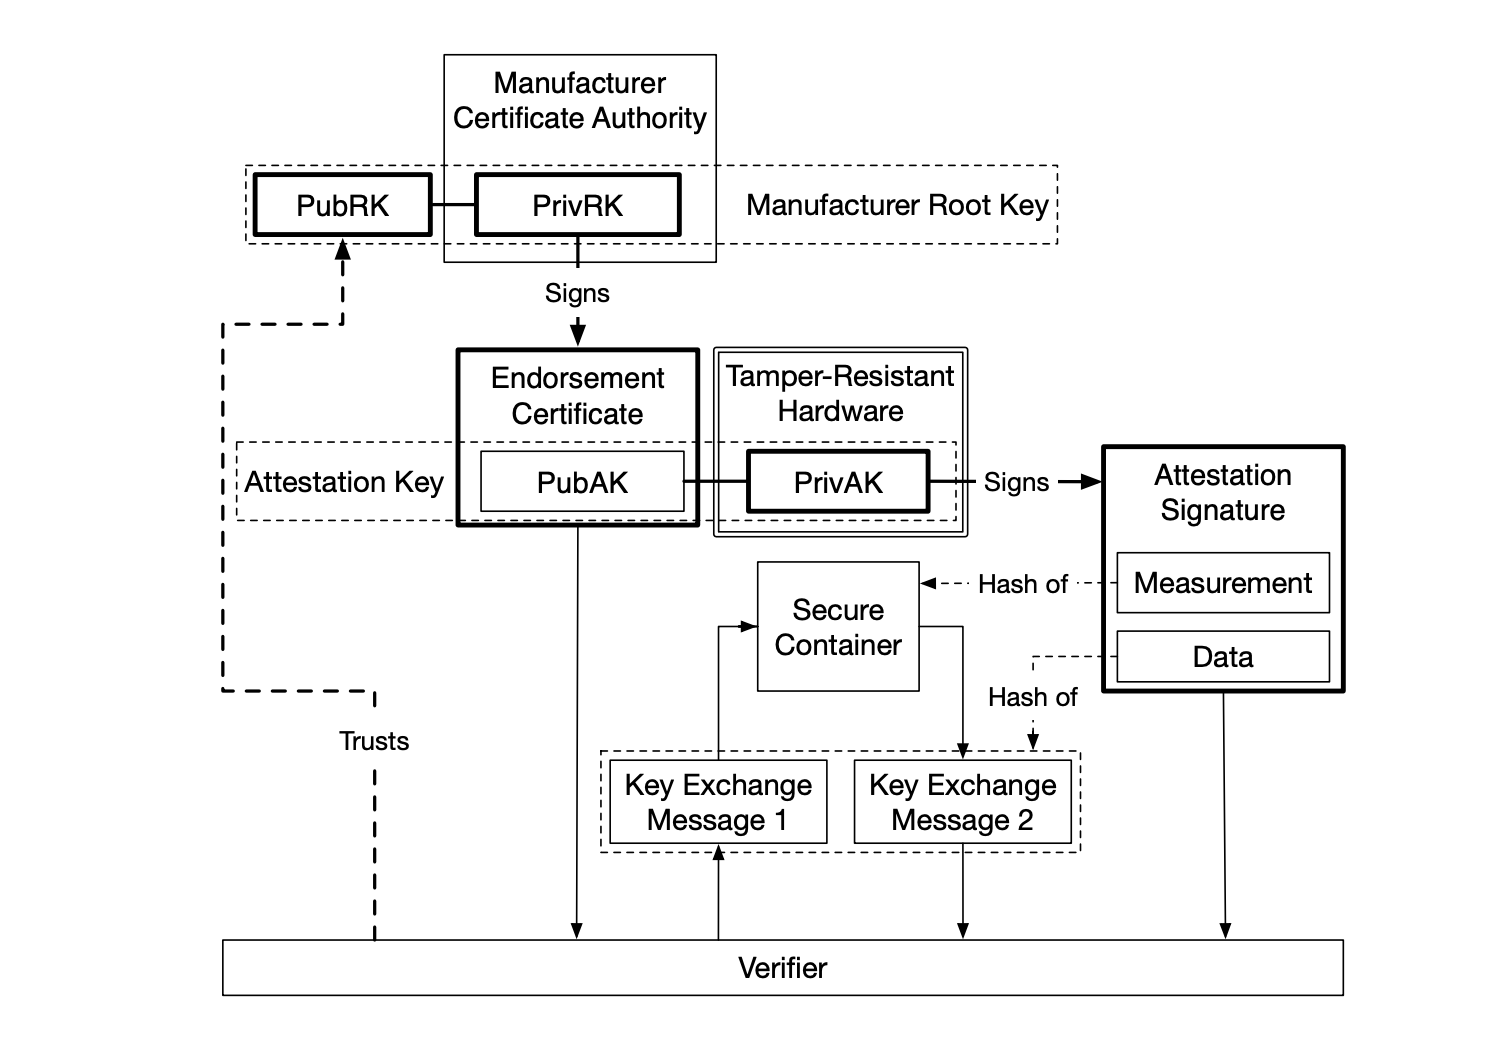 Manufacturer
Certificate Authority
PubRK
PrivRK
Manufacturer Root Key
Signs
Endorsement
Certificate
Tamper-Resistant
Hardware
Attestation Key
PubAK
PrivAK
Signs
Attestation
Signature
Measurement
Data
Hash of
Secure
Container
Hash of
Trusts
Key Exchange
Message 1
Key Exchange
Message 2
Verifier